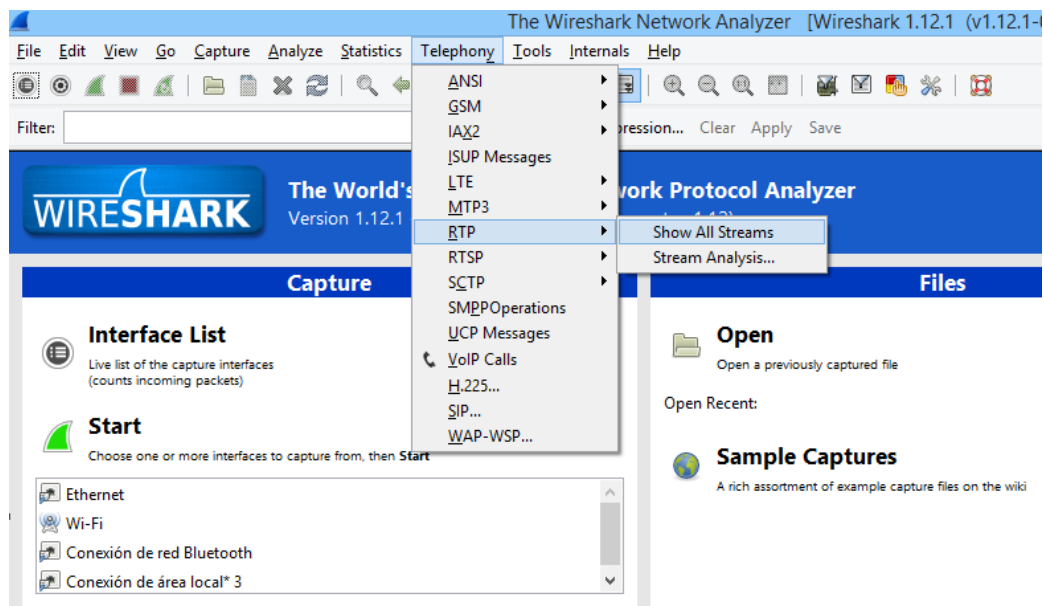 The Wireshark Network Analyzer [Wireshark 1.12.1 (v1.12.1-
File Edit View Go Capture Analyze Statistics Telephony Tools Internals Help
Filter: Clear Apply Save
ANSI
GSM
IAX2
ISUP Messages
LTE
MTP3
RTP
Show All Streams
RTSP
Stream Analysis...
SCTP
SMPPOperations
UCP Messages
VoIP Calls
H.225...
SIP...
WAP-WSP...
WIRESHARK
The World's
ork Protocol Analyzer
Version 1.12.1
Capture
Interface List
Live list of the capture interfaces
(counts incoming packets)
Start
Choose one or more interfaces to capture from, then Start
Ethernet
Wi-Fi
Conexión de red Bluetooth
Conexión de área local* 3
Files
Open
Open a previously captured file
Open Recent:
Sample Captures
A rich assortment of example capture files on the wiki